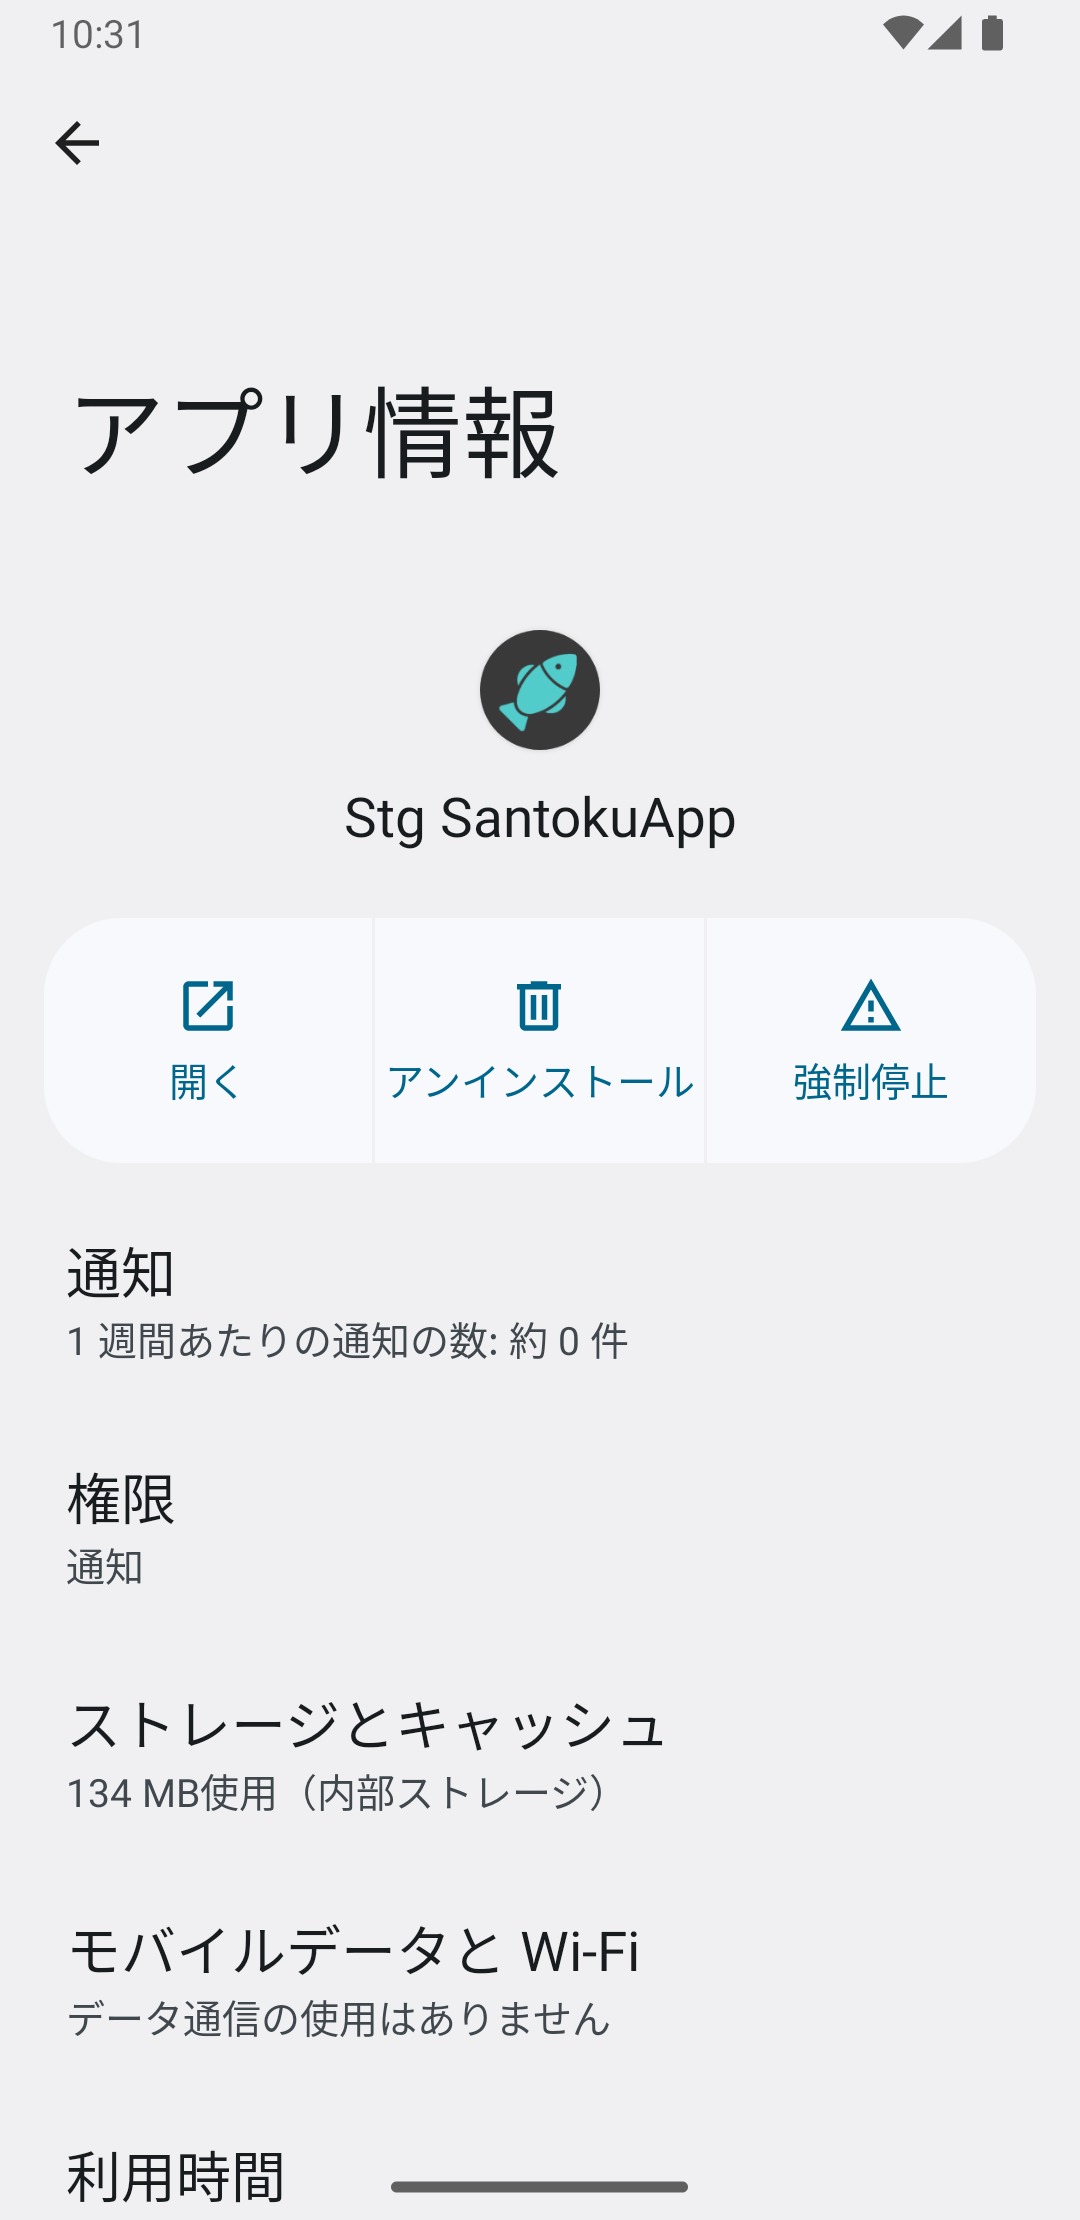 10:31
アプリ情報
Stg SantokuApp
開く
アンインストール
強制停止
通知
1 週間あたりの通知の数: 約 0 件
権限
通知
ストレージとキャッシュ
134 MB使用（内部ストレージ）
モバイルデータと Wi-Fi
データ通信の使用はありません
利用時間